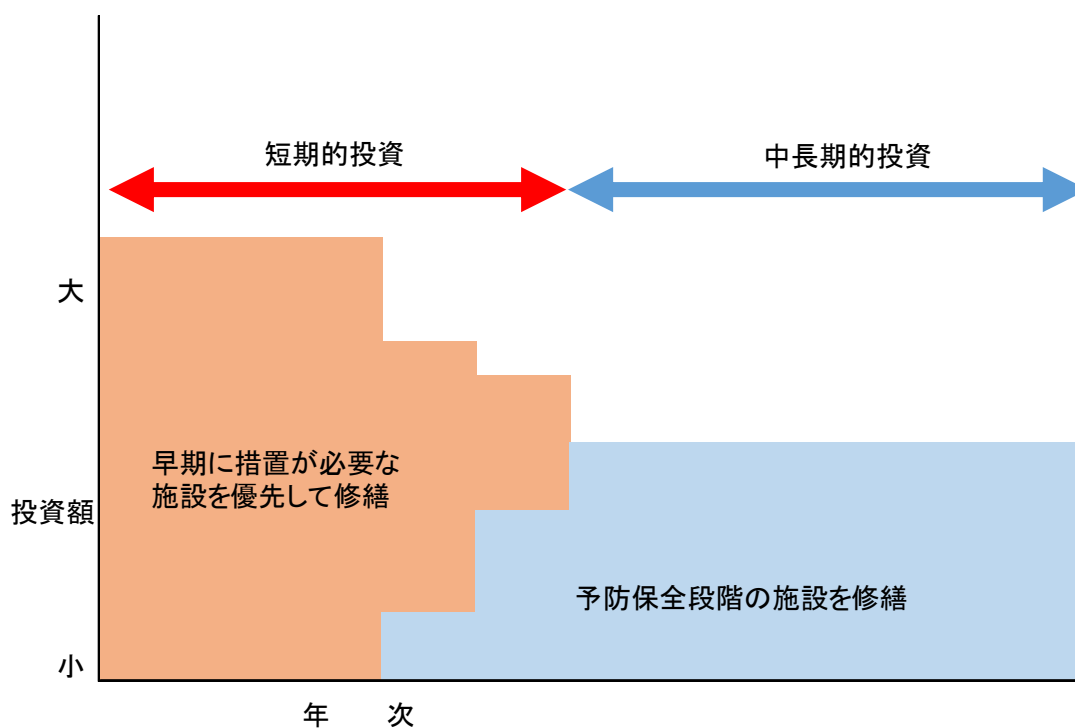 短期的投資
中長期的投資
大
早期に措置が必要な
施設を優先して修繕
投資額
予防保全段階の施設を修繕
小
年　次